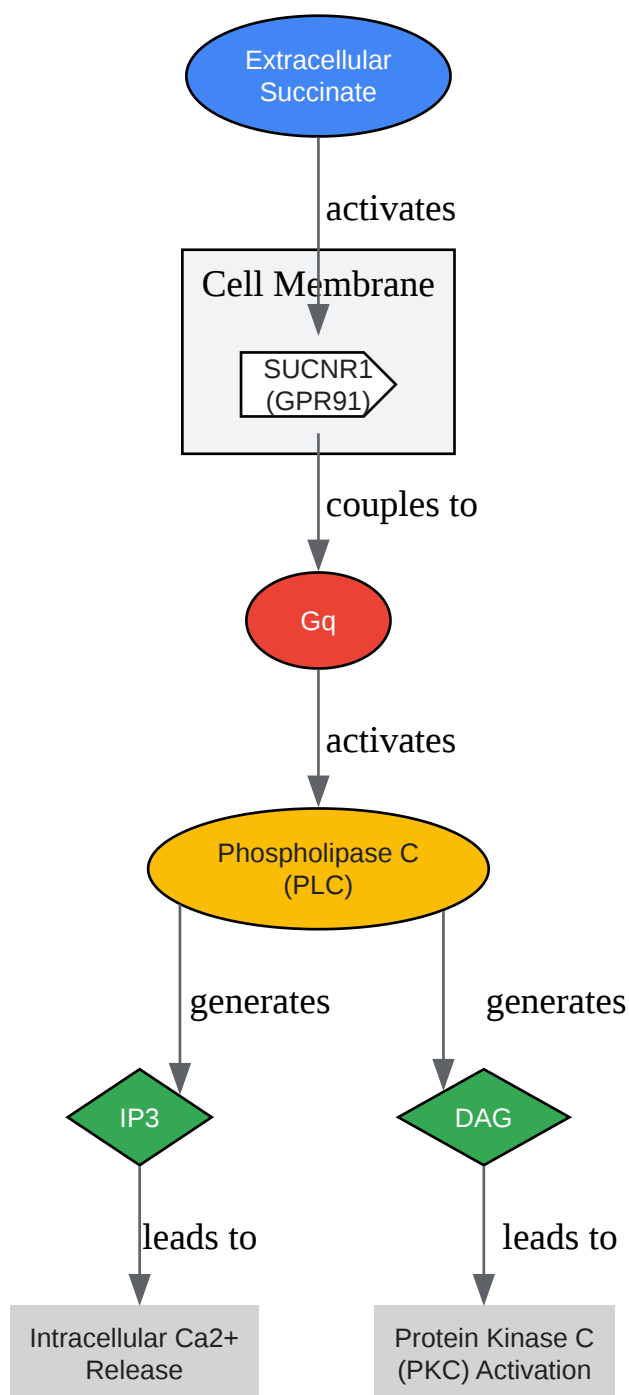 Extracellular
Succinate
activates
Cell Membrane
SUCNR1
(GPR91)
couples to
Gq
activates
Phospholipase C
(PLC)
generates
generates
IP3
DAG
leads to
leads to
Intracellular Ca2+
Release
Protein Kinase C
(PKC) Activation